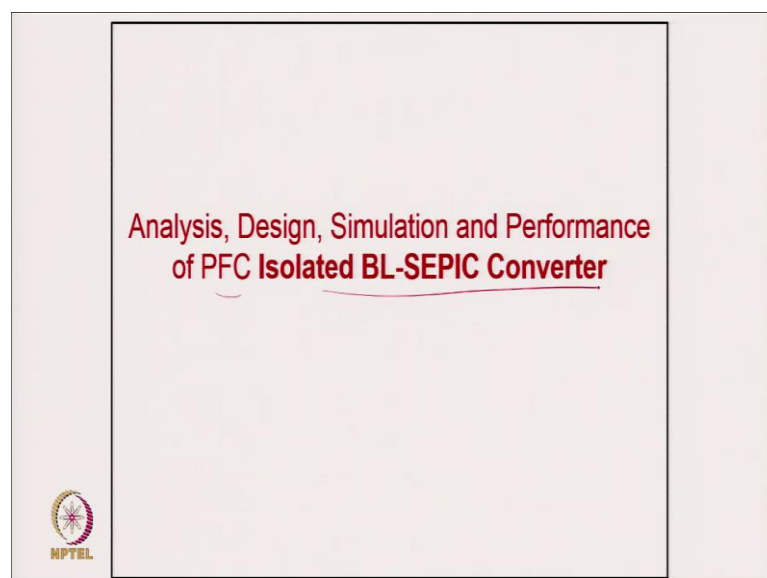 Analysis, Design, Simulation and Performance
of PFC Isolated BL-SEPIC Converter
NPTEL